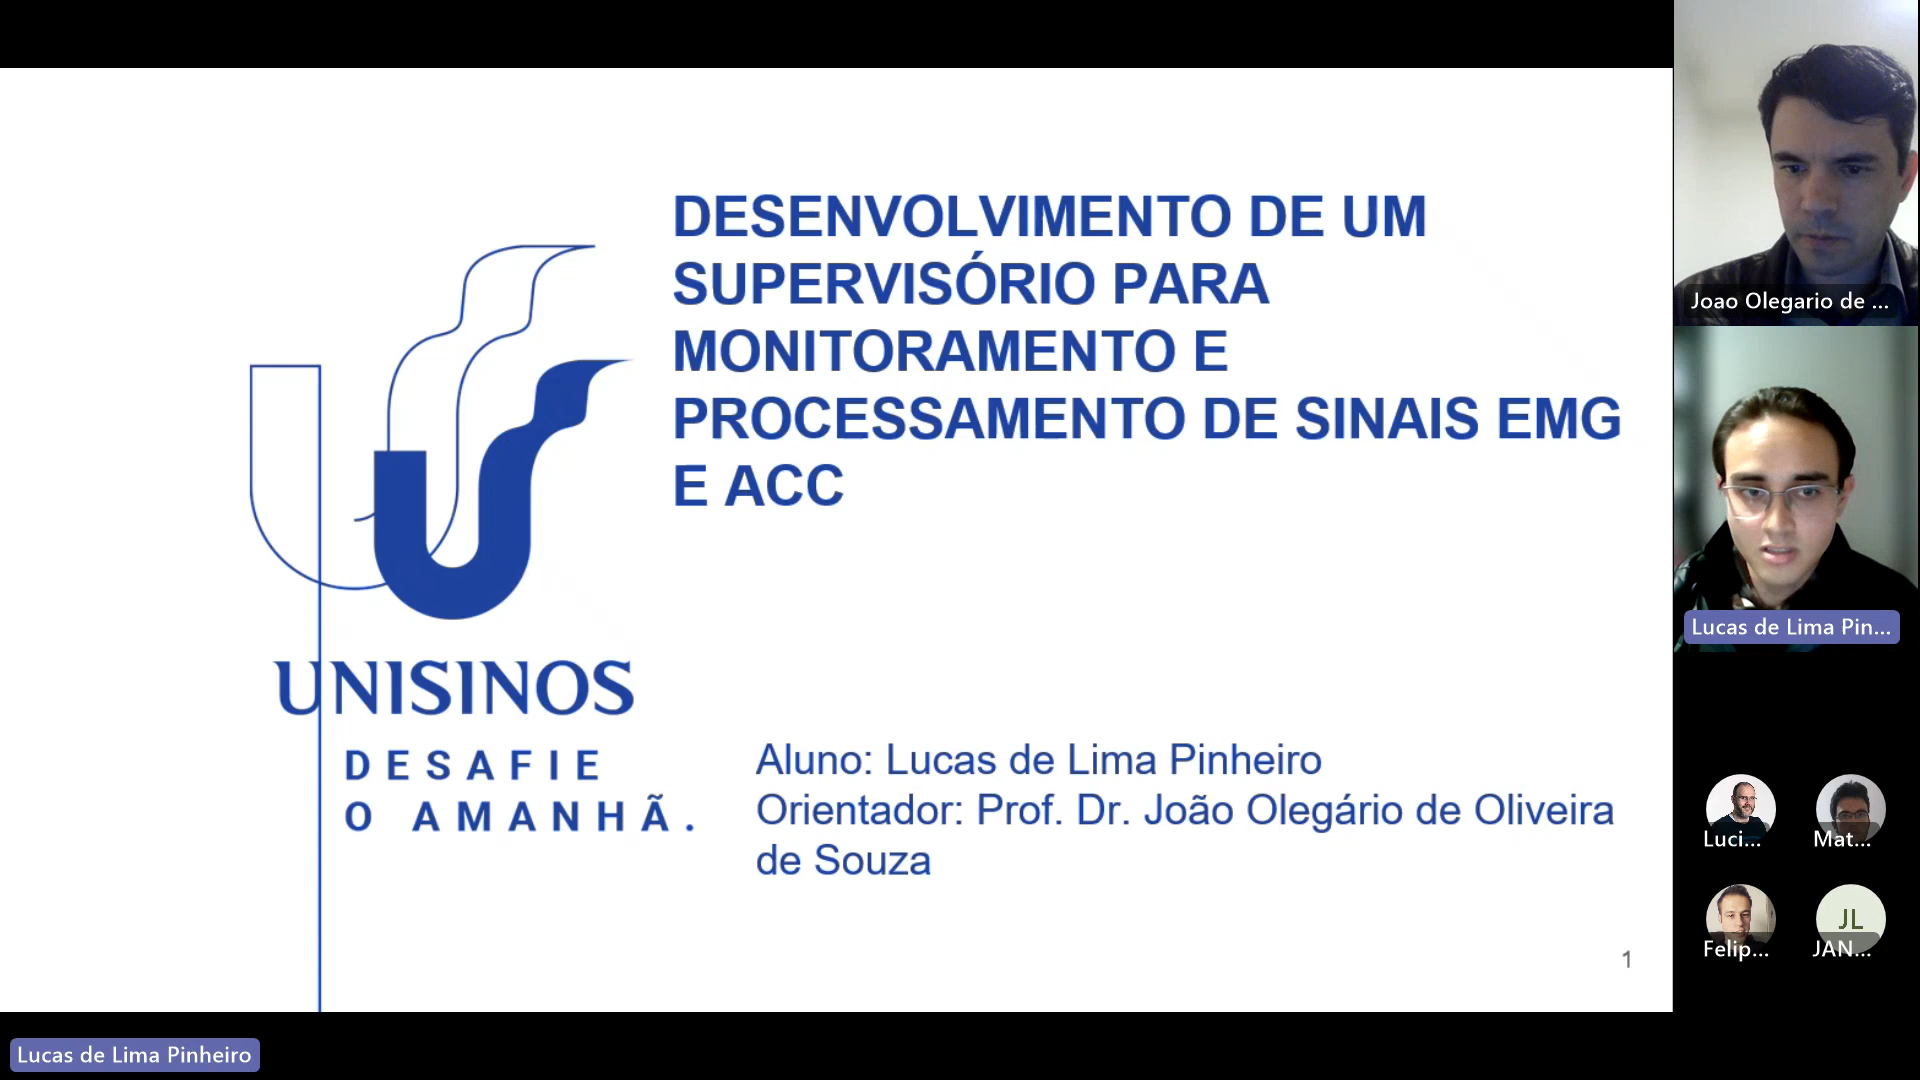 DESENVOLVIMENTO DE UM
SUPERVISÓRIO PARA
MONITORAMENTO E
PROCESSAMENTO DE SINAIS EMG
E ACC
UNISINOS
DESAFIE
O AMANHÃ.
Aluno: Lucas de Lima Pinheiro
Orientador: Prof. Dr. João Olegário de Oliveira
de Souza
1
Joao Olegario de ...
Lucas de Lima Pin...
Luci...
Mat...
Felip...
JL
JAN...
Lucas de Lima Pinheiro